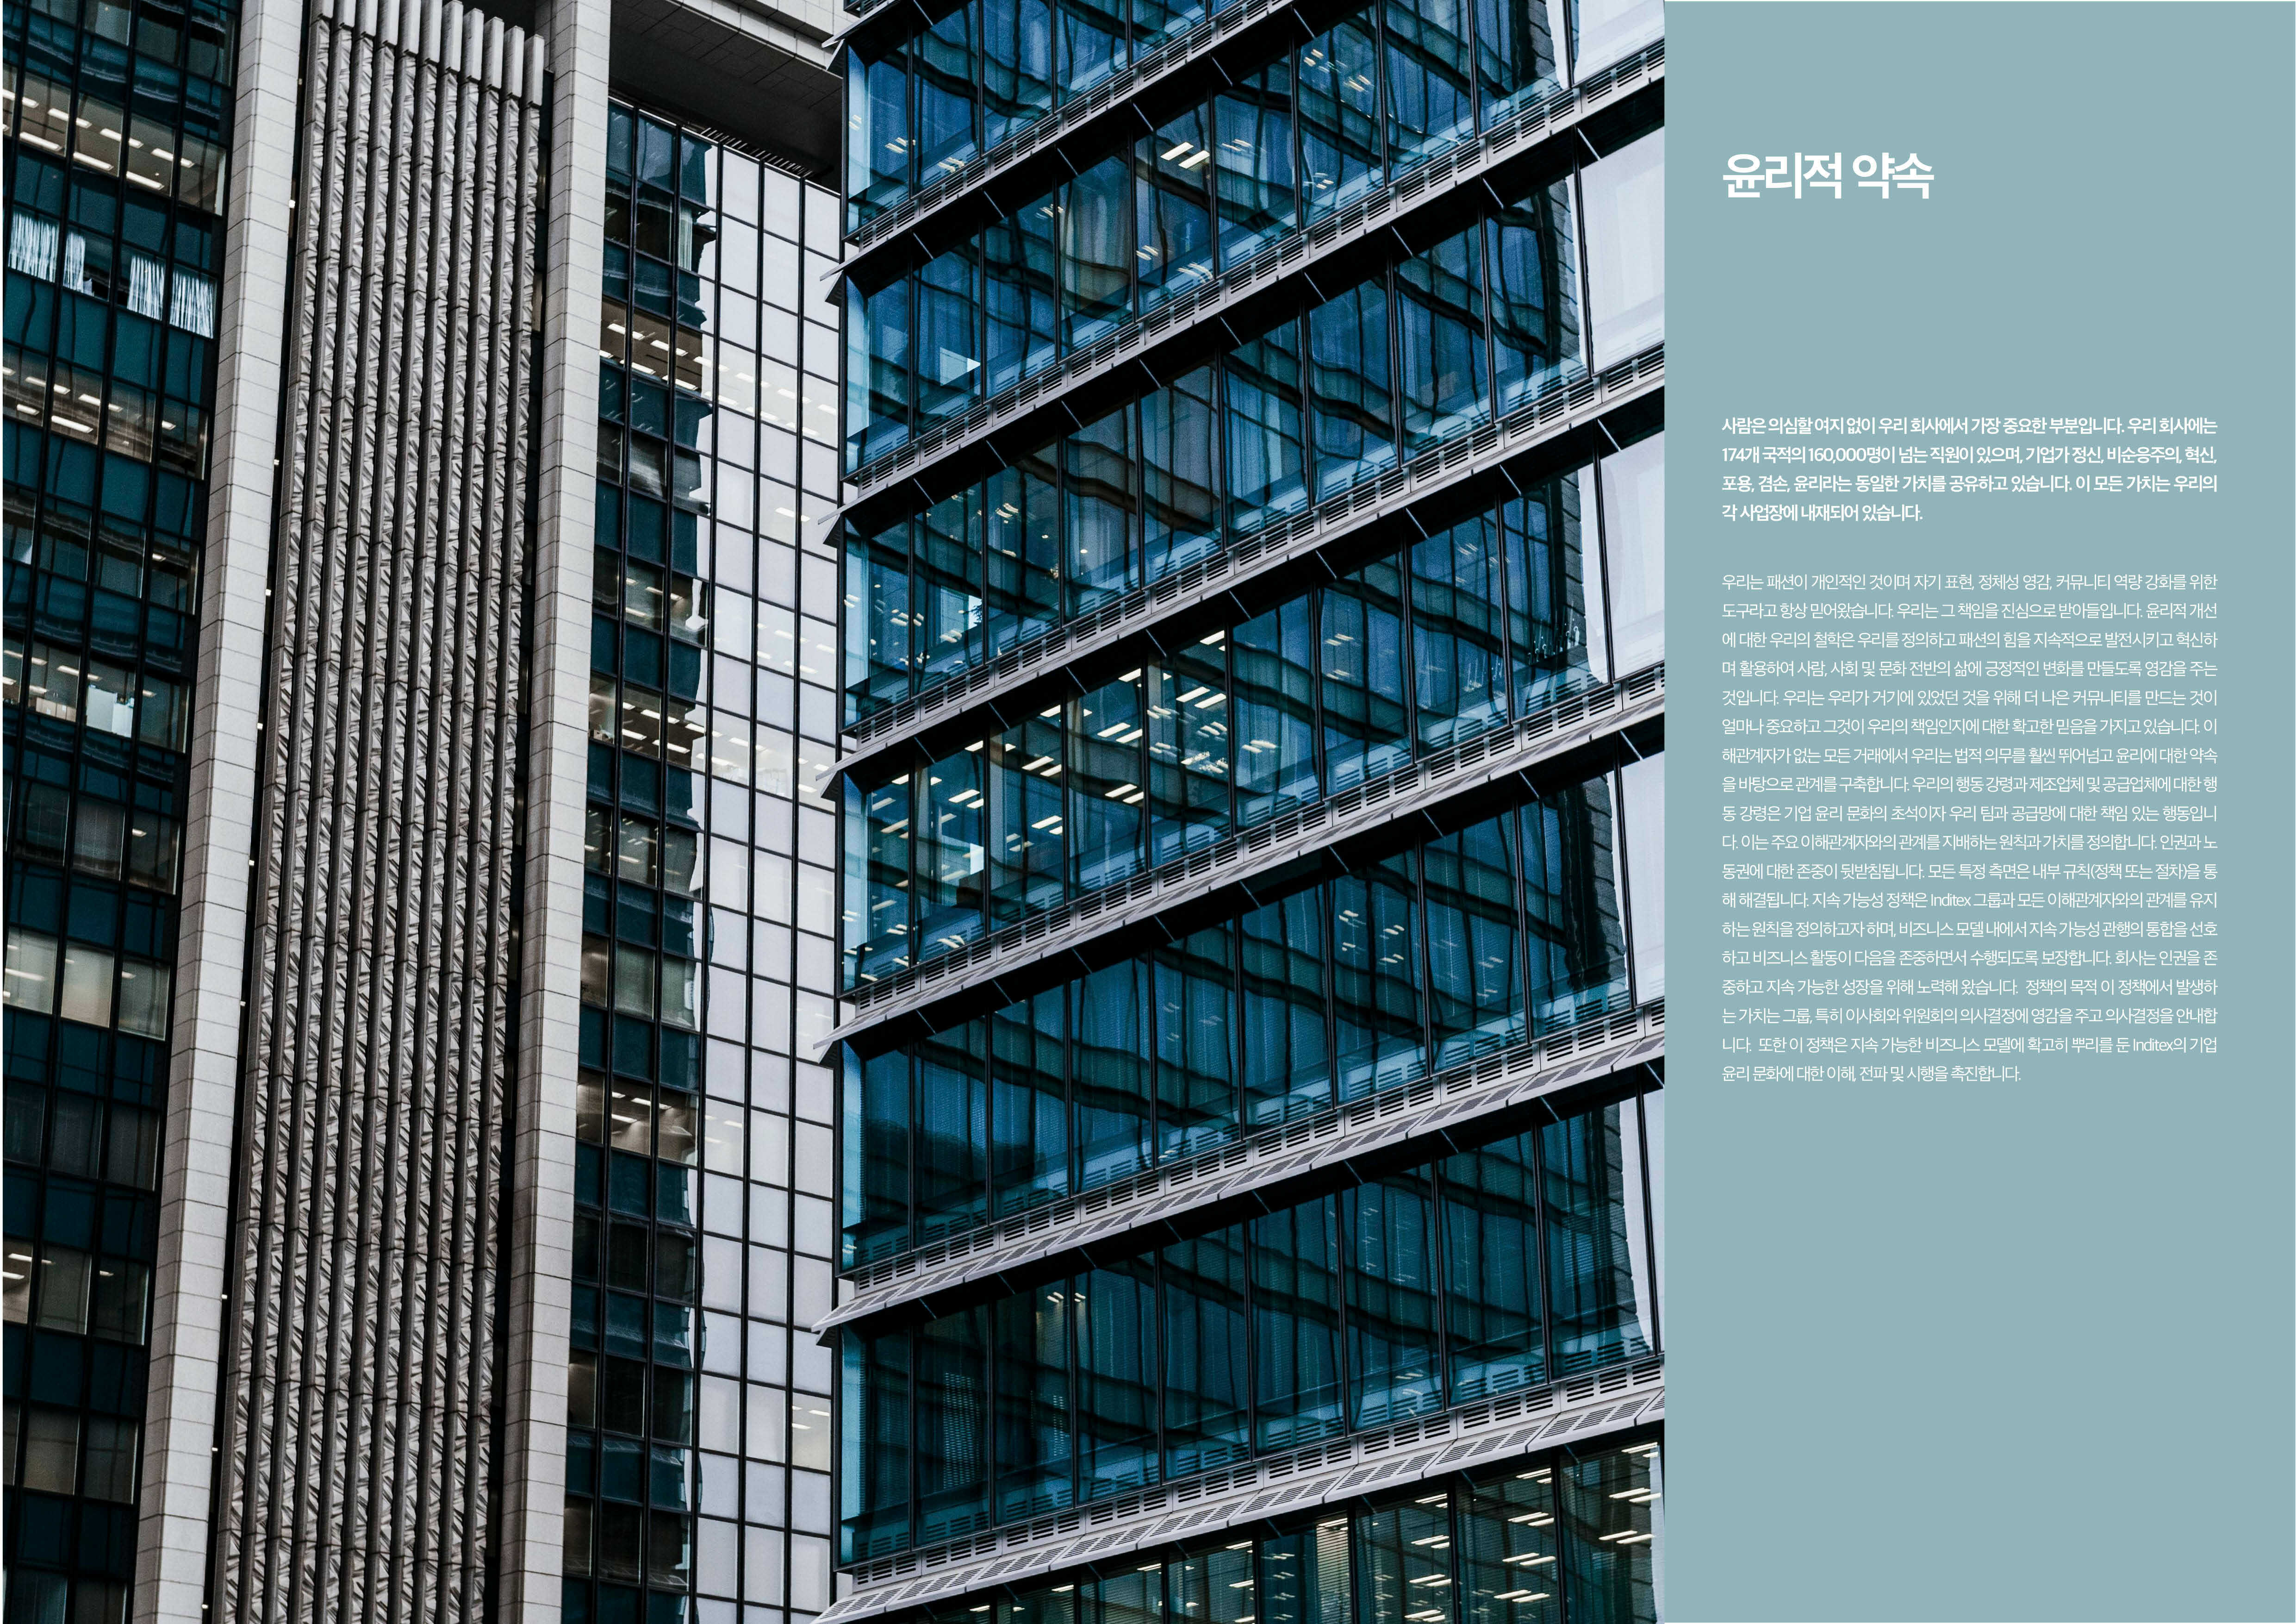 윤리적 약속
사람은 의심할 여지 없이 우리 회사에서 가장 중요한 부분입니다. 우리 회사에는
174개 국적의 160,000명이 넘는 직원이 있으며, 기업가 정신, 비순응주의, 혁신,
포용, 겸손, 윤리라는 동일한 가치를 공유하고 있습니다. 이 모든 가치는 우리의
각 사업장에 내재되어 있습니다.
우리는 패션이 개인적인 것이며 자기 표현, 정체성 영감, 커뮤니티 역량 강화를 위한
도구라고 항상 믿어왔습니다. 우리는 그 책임을 진심으로 받아들입니다. 윤리적 개선
에 대한 우리의 철학은 우리를 정의하고 패션의 힘을 지속적으로 발전시키고 혁신하
며 활용하여 사람, 사회 및 문화 전반의 삶에 긍정적인 변화를 만들도록 영감을 주는
것입니다. 우리는 우리가 거기에 있었던 것을 위해 더 나은 커뮤니티를 만드는 것이
얼마나 중요하고 그것이 우리의 책임인지에 대한 확고한 믿음을 가지고 있습니다. 이
해관계자가 없는 모든 거래에서 우리는 법적 의무를 훨씬 뛰어넘고 윤리에 대한 약속
을 바탕으로 관계를 구축합니다. 우리의 행동 강령과 제조업체 및 공급업체에 대한 행
동 강령은 기업 윤리 문화의 초석이자 우리 팀과 공급망에 대한 책임 있는 행동입니
다. 이는 주요 이해관계자와의 관계를 지배하는 원칙과 가치를 정의합니다. 인권과 노
동권에 대한 존중이 뒷받침됩니다. 모든 특정 측면은 내부 규칙(정책 또는 절차)을 통
해 해결됩니다. 지속 가능성 정책은 Inditex 그룹과 모든 이해관계자와의 관계를 유지
하는 원칙을 정의하고자 하며, 비즈니스 모델 내에서 지속 가능성 관행의 통합을 선호
하고 비즈니스 활동이 다음을 존중하면서 수행되도록 보장합니다. 회사는 인권을 존
중하고 지속 가능한 성장을 위해 노력해 왔습니다. 정책의 목적 이 정책에서 발생하
는 가치는 그룹, 특히 이사회와 위원회의 의사결정에 영감을 주고 의사결정을 안내합
니다. 또한 이 정책은 지속 가능한 비즈니스 모델에 확고히 뿌리를 둔 Inditex의 기업
윤리 문화에 대한 이해, 전파 및 시행을 촉진합니다.